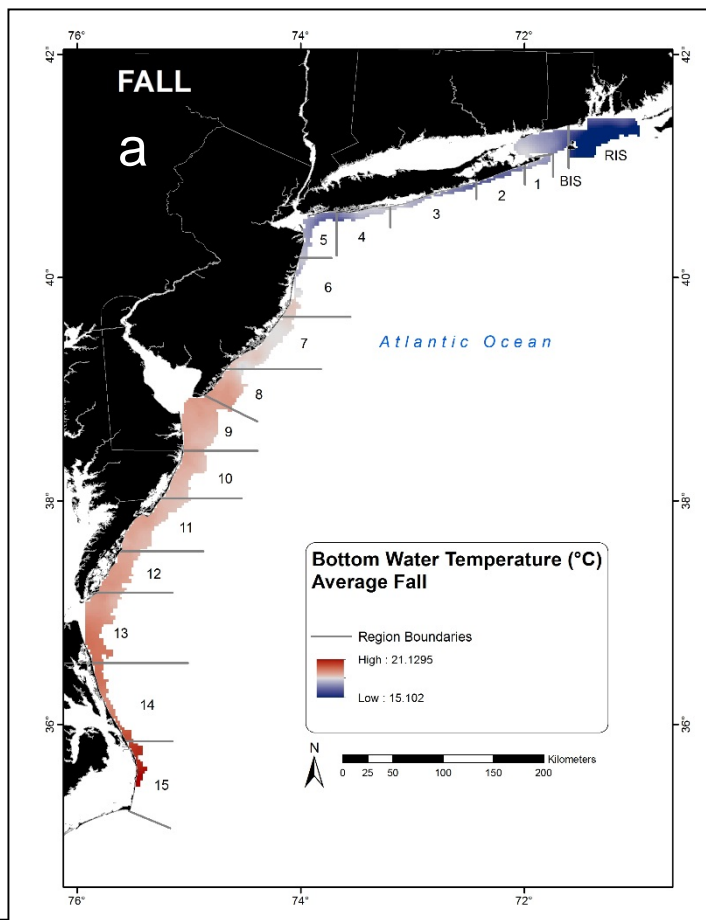 76°
74°
72°
42°
42°
FALL
a
RIS
BIS
1
2
3
4
5
40°
40°
6
7
Atlantic Ocean
8
9
10
38°
38°
11
12
13
14
15
36°
36°
Bottom Water Temperature (°C)
Average Fall
Region Boundaries
High : 21.1295
Low : 15.102
N
Kilometers
0 25 50 100 150 200
76°
74°
72°